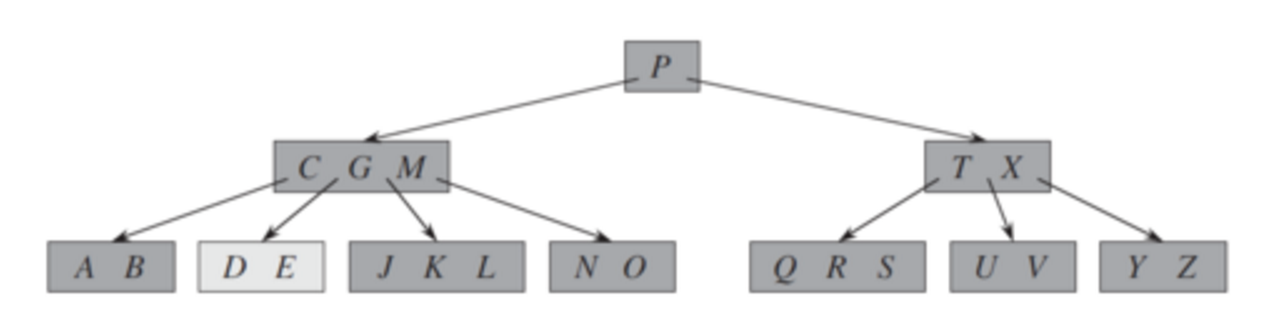 P
C G M
T X
A B
D E
J K L
N O
Q R S
U V
Y Z